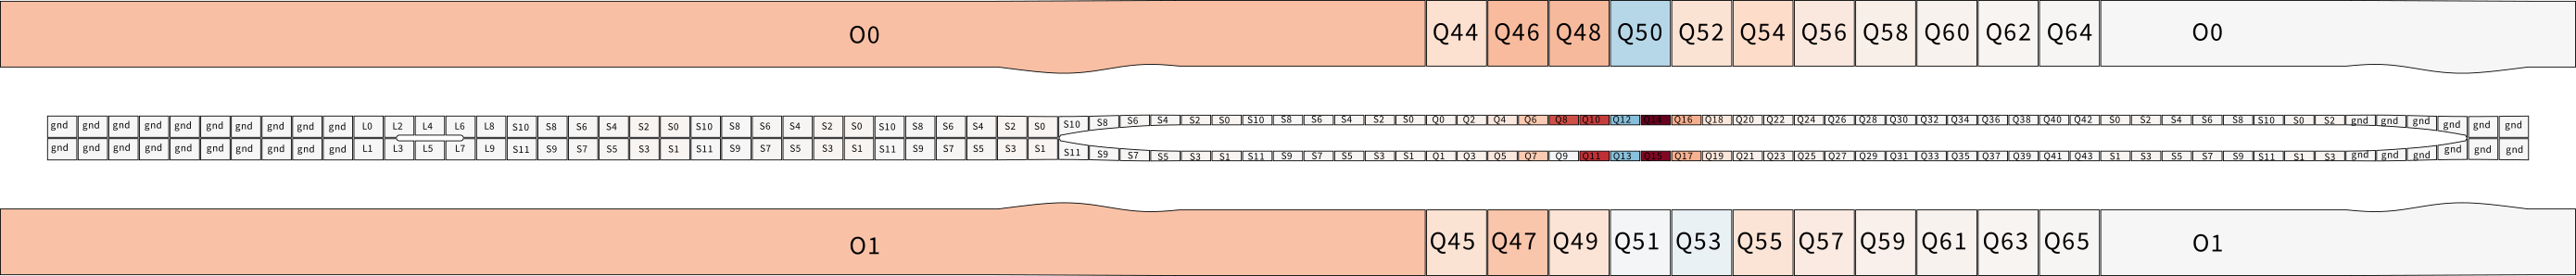 O0 Q44 Q46 Q48 Q50 Q52 Q54 Q56 Q58 Q60 Q62 Q64 O0
gnd gnd gnd gnd gnd gnd gnd gnd gnd gnd L0 L2 L4 L6 L8 S10 S8 S6 S4 S2 S0 S10 S8 S6 S4 S2 S0 S10 S8 S6 S4 S2 S0 S10 S8 S6 S4 S2 S0 S10 S8 S6 S4 S2 S0 Q0 Q2 Q4 Q6 Q8 Q10 Q12 Q14 Q16 Q18 Q20 Q22 Q24 Q26 Q28 Q30 Q32 Q34 Q36 Q38 Q40 Q42 S0 S2 S4 S6 S8 S10 S0 S2 gnd gnd gnd gnd gnd gnd
gnd gnd gnd gnd gnd gnd gnd gnd gnd gnd L1 L3 L5 L7 L9 S11 S9 S7 S5 S3 S1 S11 S9 S7 S5 S3 S1 S11 S9 S7 S5 S3 S1 S11 S9 S7 S5 S3 S1 S11 S9 S7 S5 S3 S1 Q1 Q3 Q5 Q7 Q9 Q11 Q13 Q15 Q17 Q19 Q21 Q23 Q25 Q27 Q29 Q31 Q33 Q35 Q37 Q39 Q41 Q43 S1 S3 S5 S7 S9 S11 S1 S3 gnd gnd gnd gnd gnd gnd
O1 Q45 Q47 Q49 Q51 Q53 Q55 Q57 Q59 Q61 Q63 Q65 O1